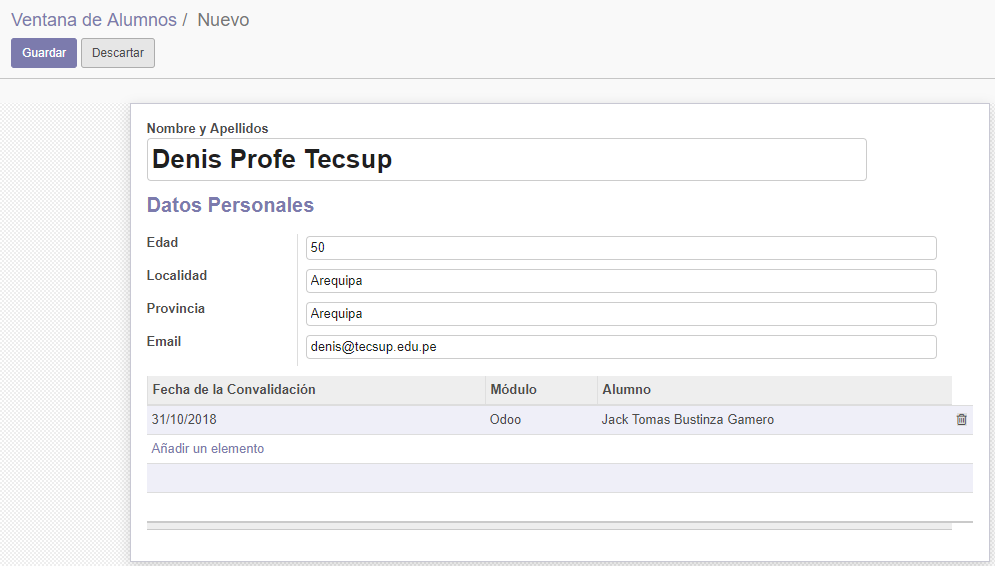 Ventana de Alumnos / Nuevo
Guardar Descartar
Nombre y Apellidos
Denis Profe Tecsup
Datos Personales
Edad 50
Localidad Arequipa
Provincia Arequipa
Email denis@tecsup.edu.pe
Fecha de la Convalidación Módulo Alumno
31/10/2018 Odoo Jack Tomas Bustinza Gamero
Añadir un elemento